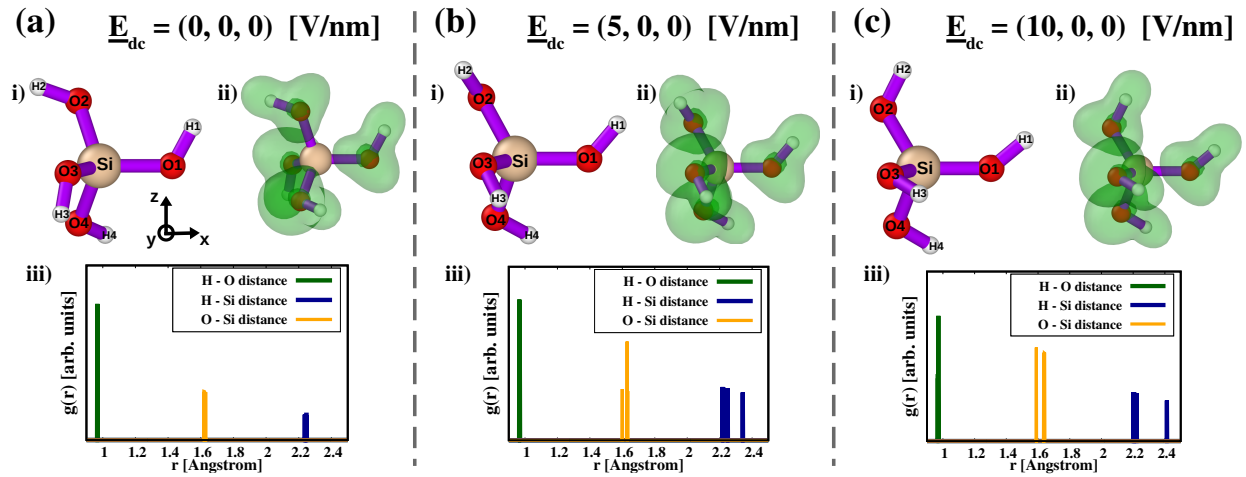 (a) E_dc = (0, 0, 0) [V/nm]
i)
H2
O2
H1
Si
O1
O3
H3
O4
H4
z
y
x
ii)
iii)
H - O distance
H - Si distance
O - Si distance
g(r) [arb. units]
1 1.2 1.4 1.6 1.8 2 2.2 2.4
r [Angstrom]
(b) E_dc = (5, 0, 0) [V/nm]
i)
H2
O2
H1
Si
O1
O3
H3
O4
H4
ii)
iii)
H - O distance
H - Si distance
O - Si distance
g(r) [arb. units]
1 1.2 1.4 1.6 1.8 2 2.2 2.4
r [Angstrom]
(c) E_dc = (10, 0, 0) [V/nm]
i)
H2
O2
H1
Si
O1
O3
H3
O4
H4
ii)
iii)
H - O distance
H - Si distance
O - Si distance
g(r) [arb. units]
1 1.2 1.4 1.6 1.8 2 2.2 2.4
r [Angstrom]